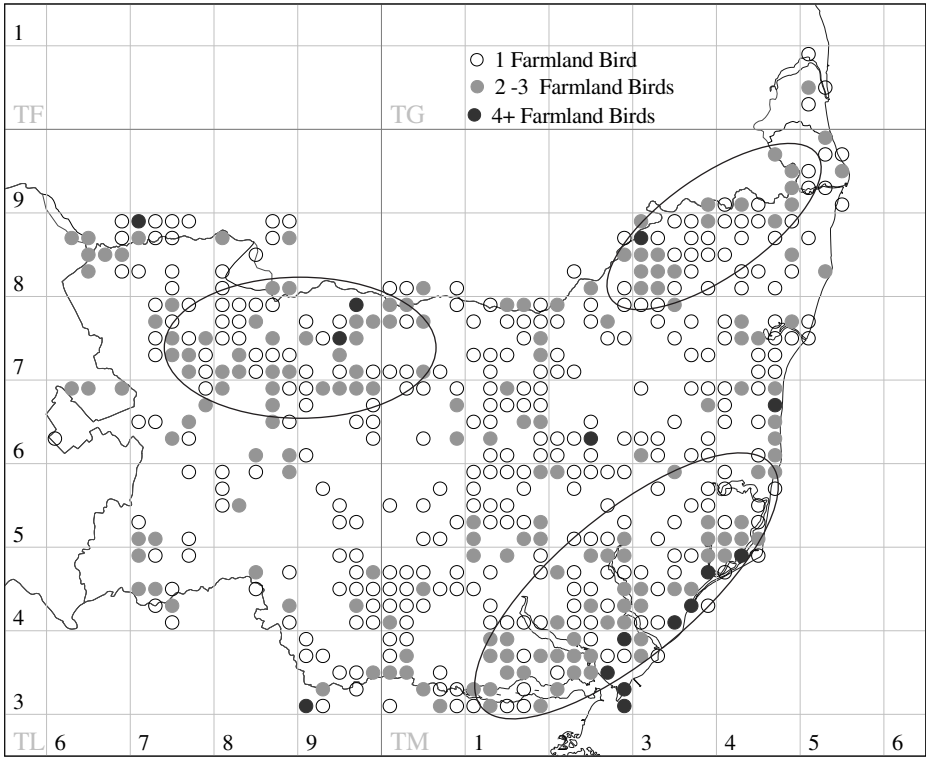 1
1 Farmland Bird
2 -3 Farmland Birds
TF
TG
4+ Farmland Birds
9
8
7
6
5
4
3
TL 6 7 8 9 TM 1 2 3 4 5 6